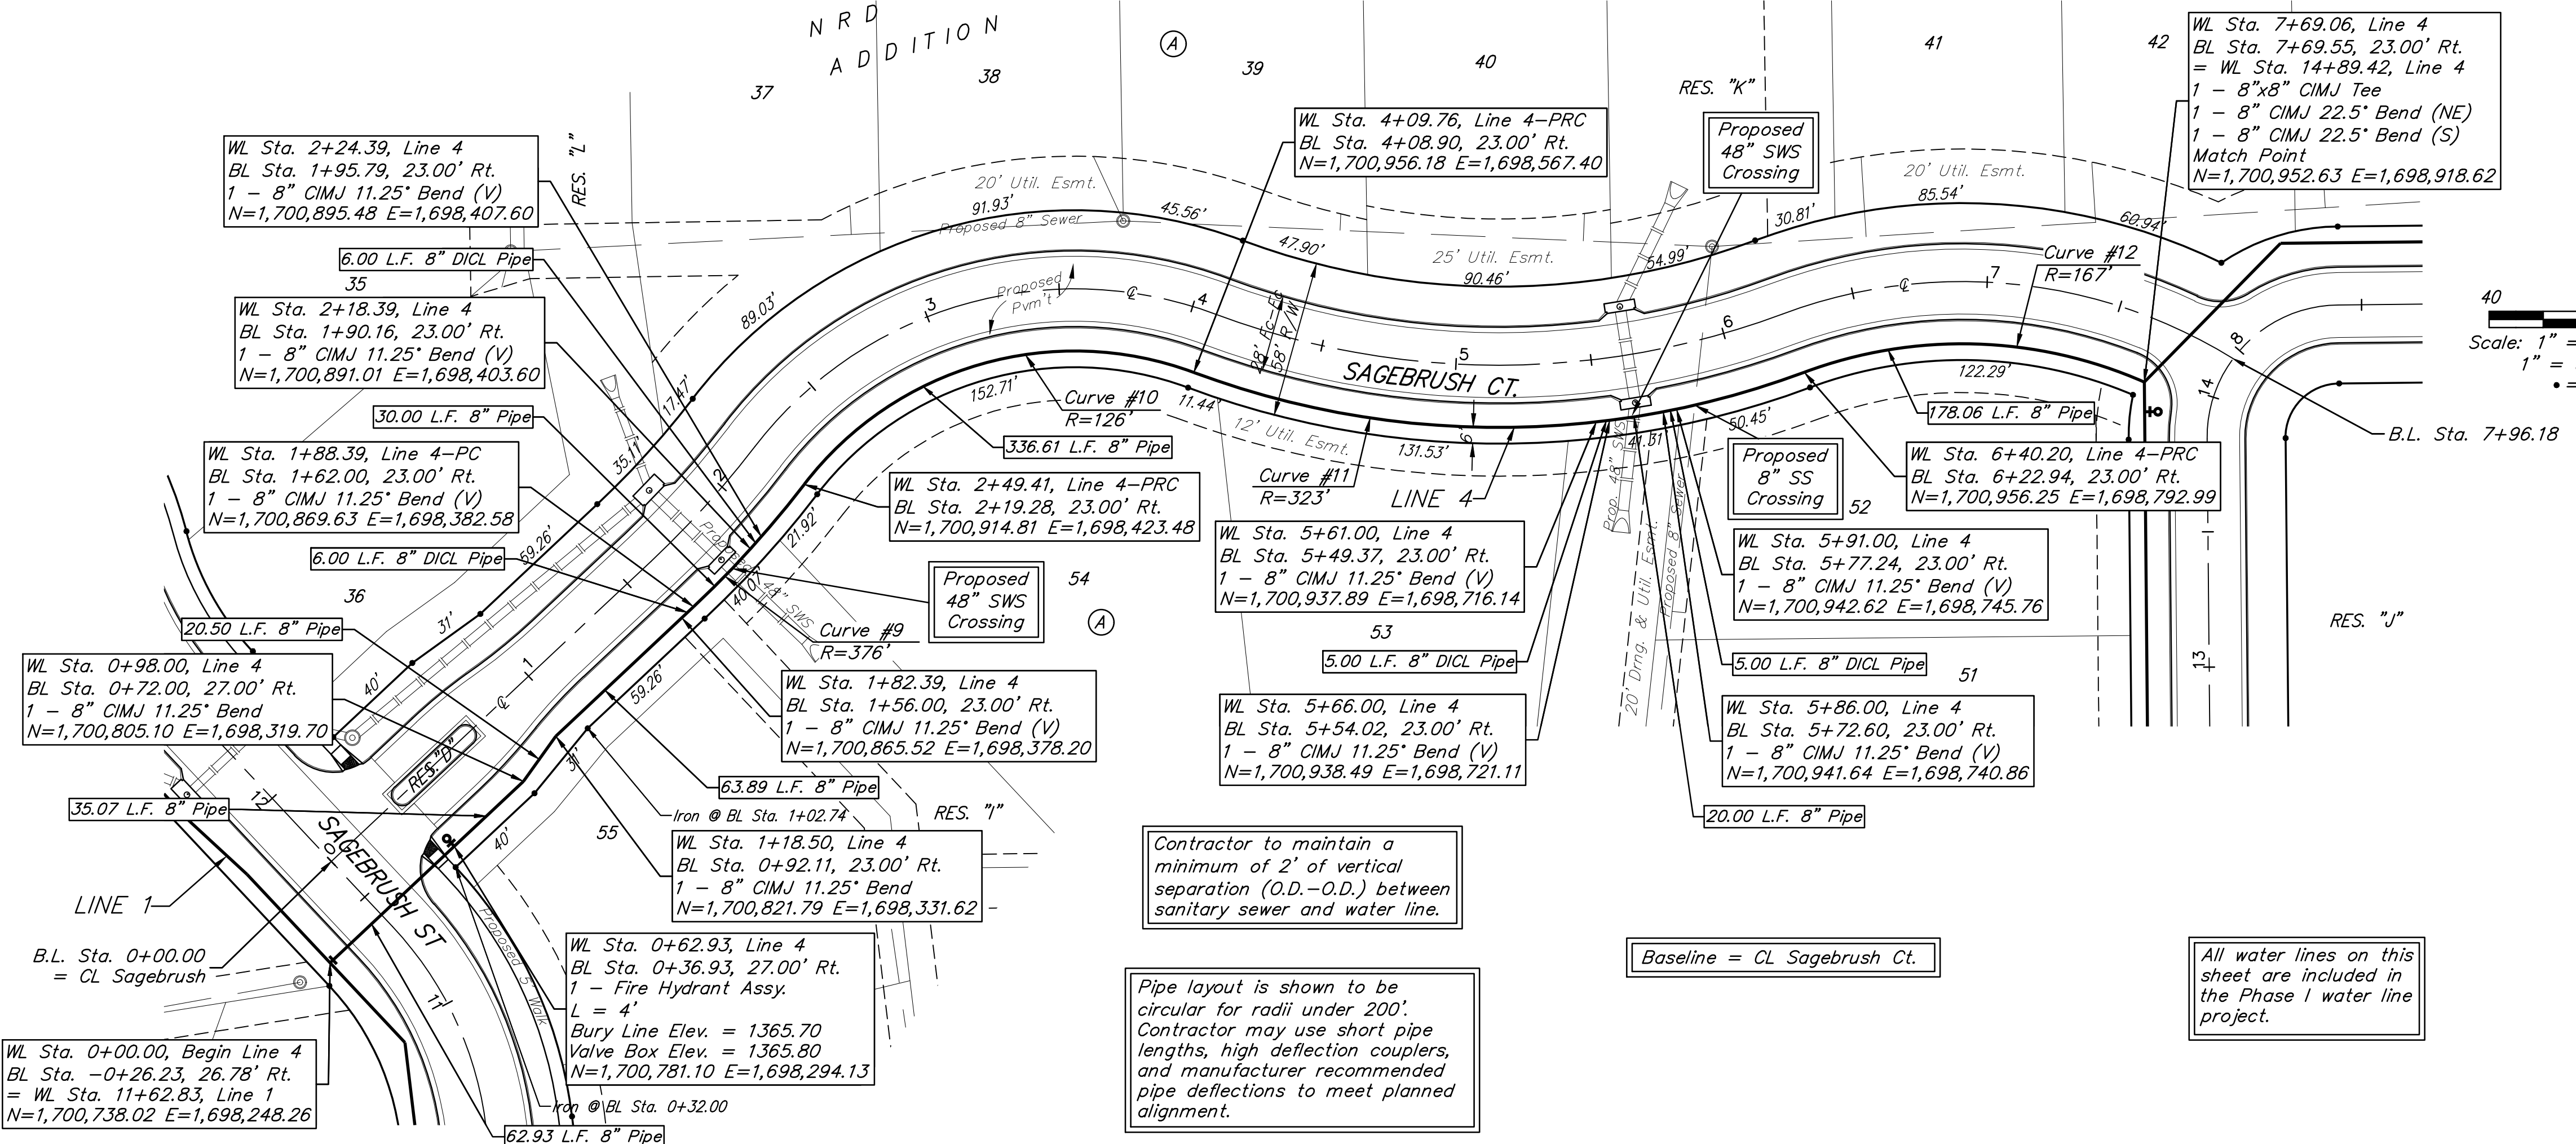 N R D
A D D I T I O N
A
37
38
39
40
41
42
RES. "K"
RES. "L"
WL Sta. 7+69.06, Line 4
BL Sta. 7+69.55, 23.00' Rt.
= WL Sta. 14+89.42, Line 4
1 - 8"x8" CIMJ Tee
1 - 8" CIMJ 22.5° Bend (NE)
1 - 8" CIMJ 22.5° Bend (S)
Match Point
N=1,700,952.63 E=1,698,918.62
WL Sta. 4+09.76, Line 4-PRC
BL Sta. 4+08.90, 23.00' Rt.
N=1,700,956.18 E=1,698,567.40
Proposed
48" SWS
Crossing
WL Sta. 2+24.39, Line 4
BL Sta. 1+95.79, 23.00' Rt.
1 - 8" CIMJ 11.25° Bend (V)
N=1,700,895.48 E=1,698,407.60
20' Util. Esmt.
91.93'
Proposed 8" Sewer
45.56'
47.90'
25' Util. Esmt.
90.46'
54.99'
30.81'
20' Util. Esmt.
85.54'
60.94'
6.00 L.F. 8" DICL Pipe
35
WL Sta. 2+18.39, Line 4
BL Sta. 1+90.16, 23.00' Rt.
1 - 8" CIMJ 11.25° Bend (V)
N=1,700,891.01 E=1,698,403.60
Curve #12
R=167'
40
Scale: 1" =
1" =
• =
Proposed
Pvm't
89.03'
17.47'
35.11'
2
3
4
5
6
7
8
28' Fc-Fc
58' R/W
SAGEBRUSH CT.
30.00 L.F. 8" Pipe
152.71'
Curve #10
R=126'
11.44'
12' Util. Esmt.
131.53'
6'
336.61 L.F. 8" Pipe
122.29'
178.06 L.F. 8" Pipe
50.45'
41.31'
14
B.L. Sta. 7+96.18
WL Sta. 1+88.39, Line 4-PC
BL Sta. 1+62.00, 23.00' Rt.
1 - 8" CIMJ 11.25° Bend (V)
N=1,700,869.63 E=1,698,382.58
WL Sta. 2+49.41, Line 4-PRC
BL Sta. 2+19.28, 23.00' Rt.
N=1,700,914.81 E=1,698,423.48
Curve #11
R=323'
LINE 4
Prop. 48" SWS
Proposed
8" SS
Crossing
52
WL Sta. 6+40.20, Line 4-PRC
BL Sta. 6+22.94, 23.00' Rt.
N=1,700,956.25 E=1,698,792.99
21.92'
59.26'
6.00 L.F. 8" DICL Pipe
WL Sta. 5+61.00, Line 4
BL Sta. 5+49.37, 23.00' Rt.
1 - 8" CIMJ 11.25° Bend (V)
N=1,700,937.89 E=1,698,716.14
WL Sta. 5+91.00, Line 4
BL Sta. 5+77.24, 23.00' Rt.
1 - 8" CIMJ 11.25° Bend (V)
N=1,700,942.62 E=1,698,745.76
20' Drng. & Util. Esmt.
Proposed 8" Sewer
40.07'
Proposed
48" SWS
Crossing
54
A
36
31'
20.50 L.F. 8" Pipe
Curve #9
R=376'
53
5.00 L.F. 8" DICL Pipe
5.00 L.F. 8" DICL Pipe
51
13
RES. "J"
WL Sta. 0+98.00, Line 4
BL Sta. 0+72.00, 27.00' Rt.
1 - 8" CIMJ 11.25° Bend
N=1,700,805.10 E=1,698,319.70
40'
1
59.26'
WL Sta. 1+82.39, Line 4
BL Sta. 1+56.00, 23.00' Rt.
1 - 8" CIMJ 11.25° Bend (V)
N=1,700,865.52 E=1,698,378.20
WL Sta. 5+66.00, Line 4
BL Sta. 5+54.02, 23.00' Rt.
1 - 8" CIMJ 11.25° Bend (V)
N=1,700,938.49 E=1,698,721.11
WL Sta. 5+86.00, Line 4
BL Sta. 5+72.60, 23.00' Rt.
1 - 8" CIMJ 11.25° Bend (V)
N=1,700,941.64 E=1,698,740.86
31'
63.89 L.F. 8" Pipe
20.00 L.F. 8" Pipe
35.07 L.F. 8" Pipe
12
Iron @ BL Sta. 1+02.74
RES. "I"
55
40'
WL Sta. 1+18.50, Line 4
BL Sta. 0+92.11, 23.00' Rt.
1 - 8" CIMJ 11.25° Bend
N=1,700,821.79 E=1,698,331.62
Contractor to maintain a
minimum of 2' of vertical
separation (O.D.-O.D.) between
sanitary sewer and water line.
SAGEBRUSH ST
0
LINE 1
Proposed 5' Walk
B.L. Sta. 0+00.00
= CL Sagebrush
11
WL Sta. 0+62.93, Line 4
BL Sta. 0+36.93, 27.00' Rt.
1 - Fire Hydrant Assy.
L = 4'
Bury Line Elev. = 1365.70
Valve Box Elev. = 1365.80
N=1,700,781.10 E=1,698,294.13
Baseline = CL Sagebrush Ct.
All water lines on this
sheet are included in
the Phase I water line
project.
Pipe layout is shown to be
circular for radii under 200'.
Contractor may use short pipe
lengths, high deflection couplers,
and manufacturer recommended
pipe deflections to meet planned
alignment.
WL Sta. 0+00.00, Begin Line 4
BL Sta. -0+26.23, 26.78' Rt.
= WL Sta. 11+62.83, Line 1
N=1,700,738.02 E=1,698,248.26
Iron @ BL Sta. 0+32.00
62.93 L.F. 8" Pipe